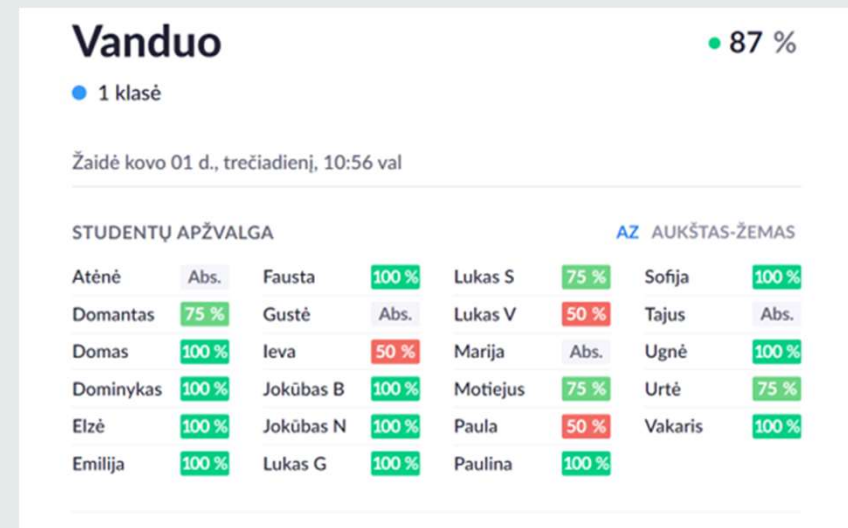 Vanduo
87 %
1 klasė
Žaidė kovo 01 d., trečiadienį, 10:56 val
STUDENTŲ APŽVALGA
AZ AUKŠTAS-ŽEMAS
Atėnė Abs. Fausta 100 % Lukas S 75 % Sofija 100 %
Domantas 75 % Gustė Abs. Lukas V 50 % Tajus Abs.
Domas 100 % Ieva 50 % Marija Abs. Ugnė 100 %
Dominykas 100 % Jokūbas B 100 % Motiejus 75 % Urtė 75 %
Elzė 100 % Jokūbas N 100 % Paula 50 % Vakaris 100 %
Emilija 100 % Lukas G 100 % Paulina 100 %